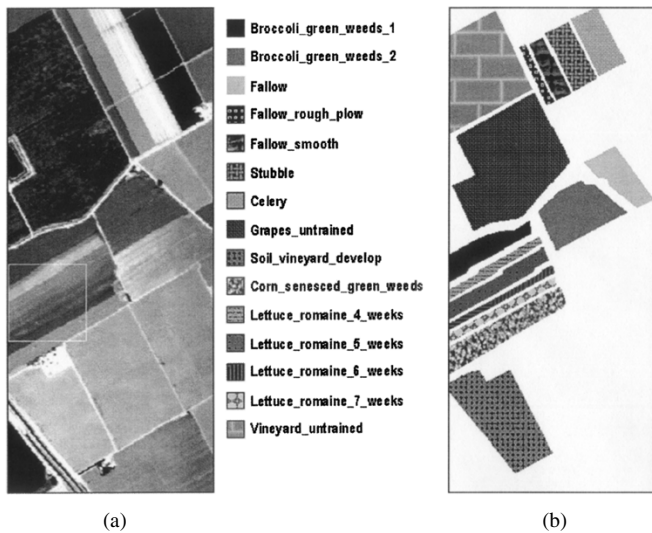 Broccoli_green_weeds_1
Broccoli_green_weeds_2
Fallow
Fallow_rough_plow
Fallow_smooth
Stubble
Celery
Grapes_untrained
Soil_vineyard_develop
Corn_senesced_green_weeds
Lettuce_romaine_4_weeks
Lettuce_romaine_5_weeks
Lettuce_romaine_6_weeks
Lettuce_romaine_7_weeks
Vineyard_untrained
(a)
(b)